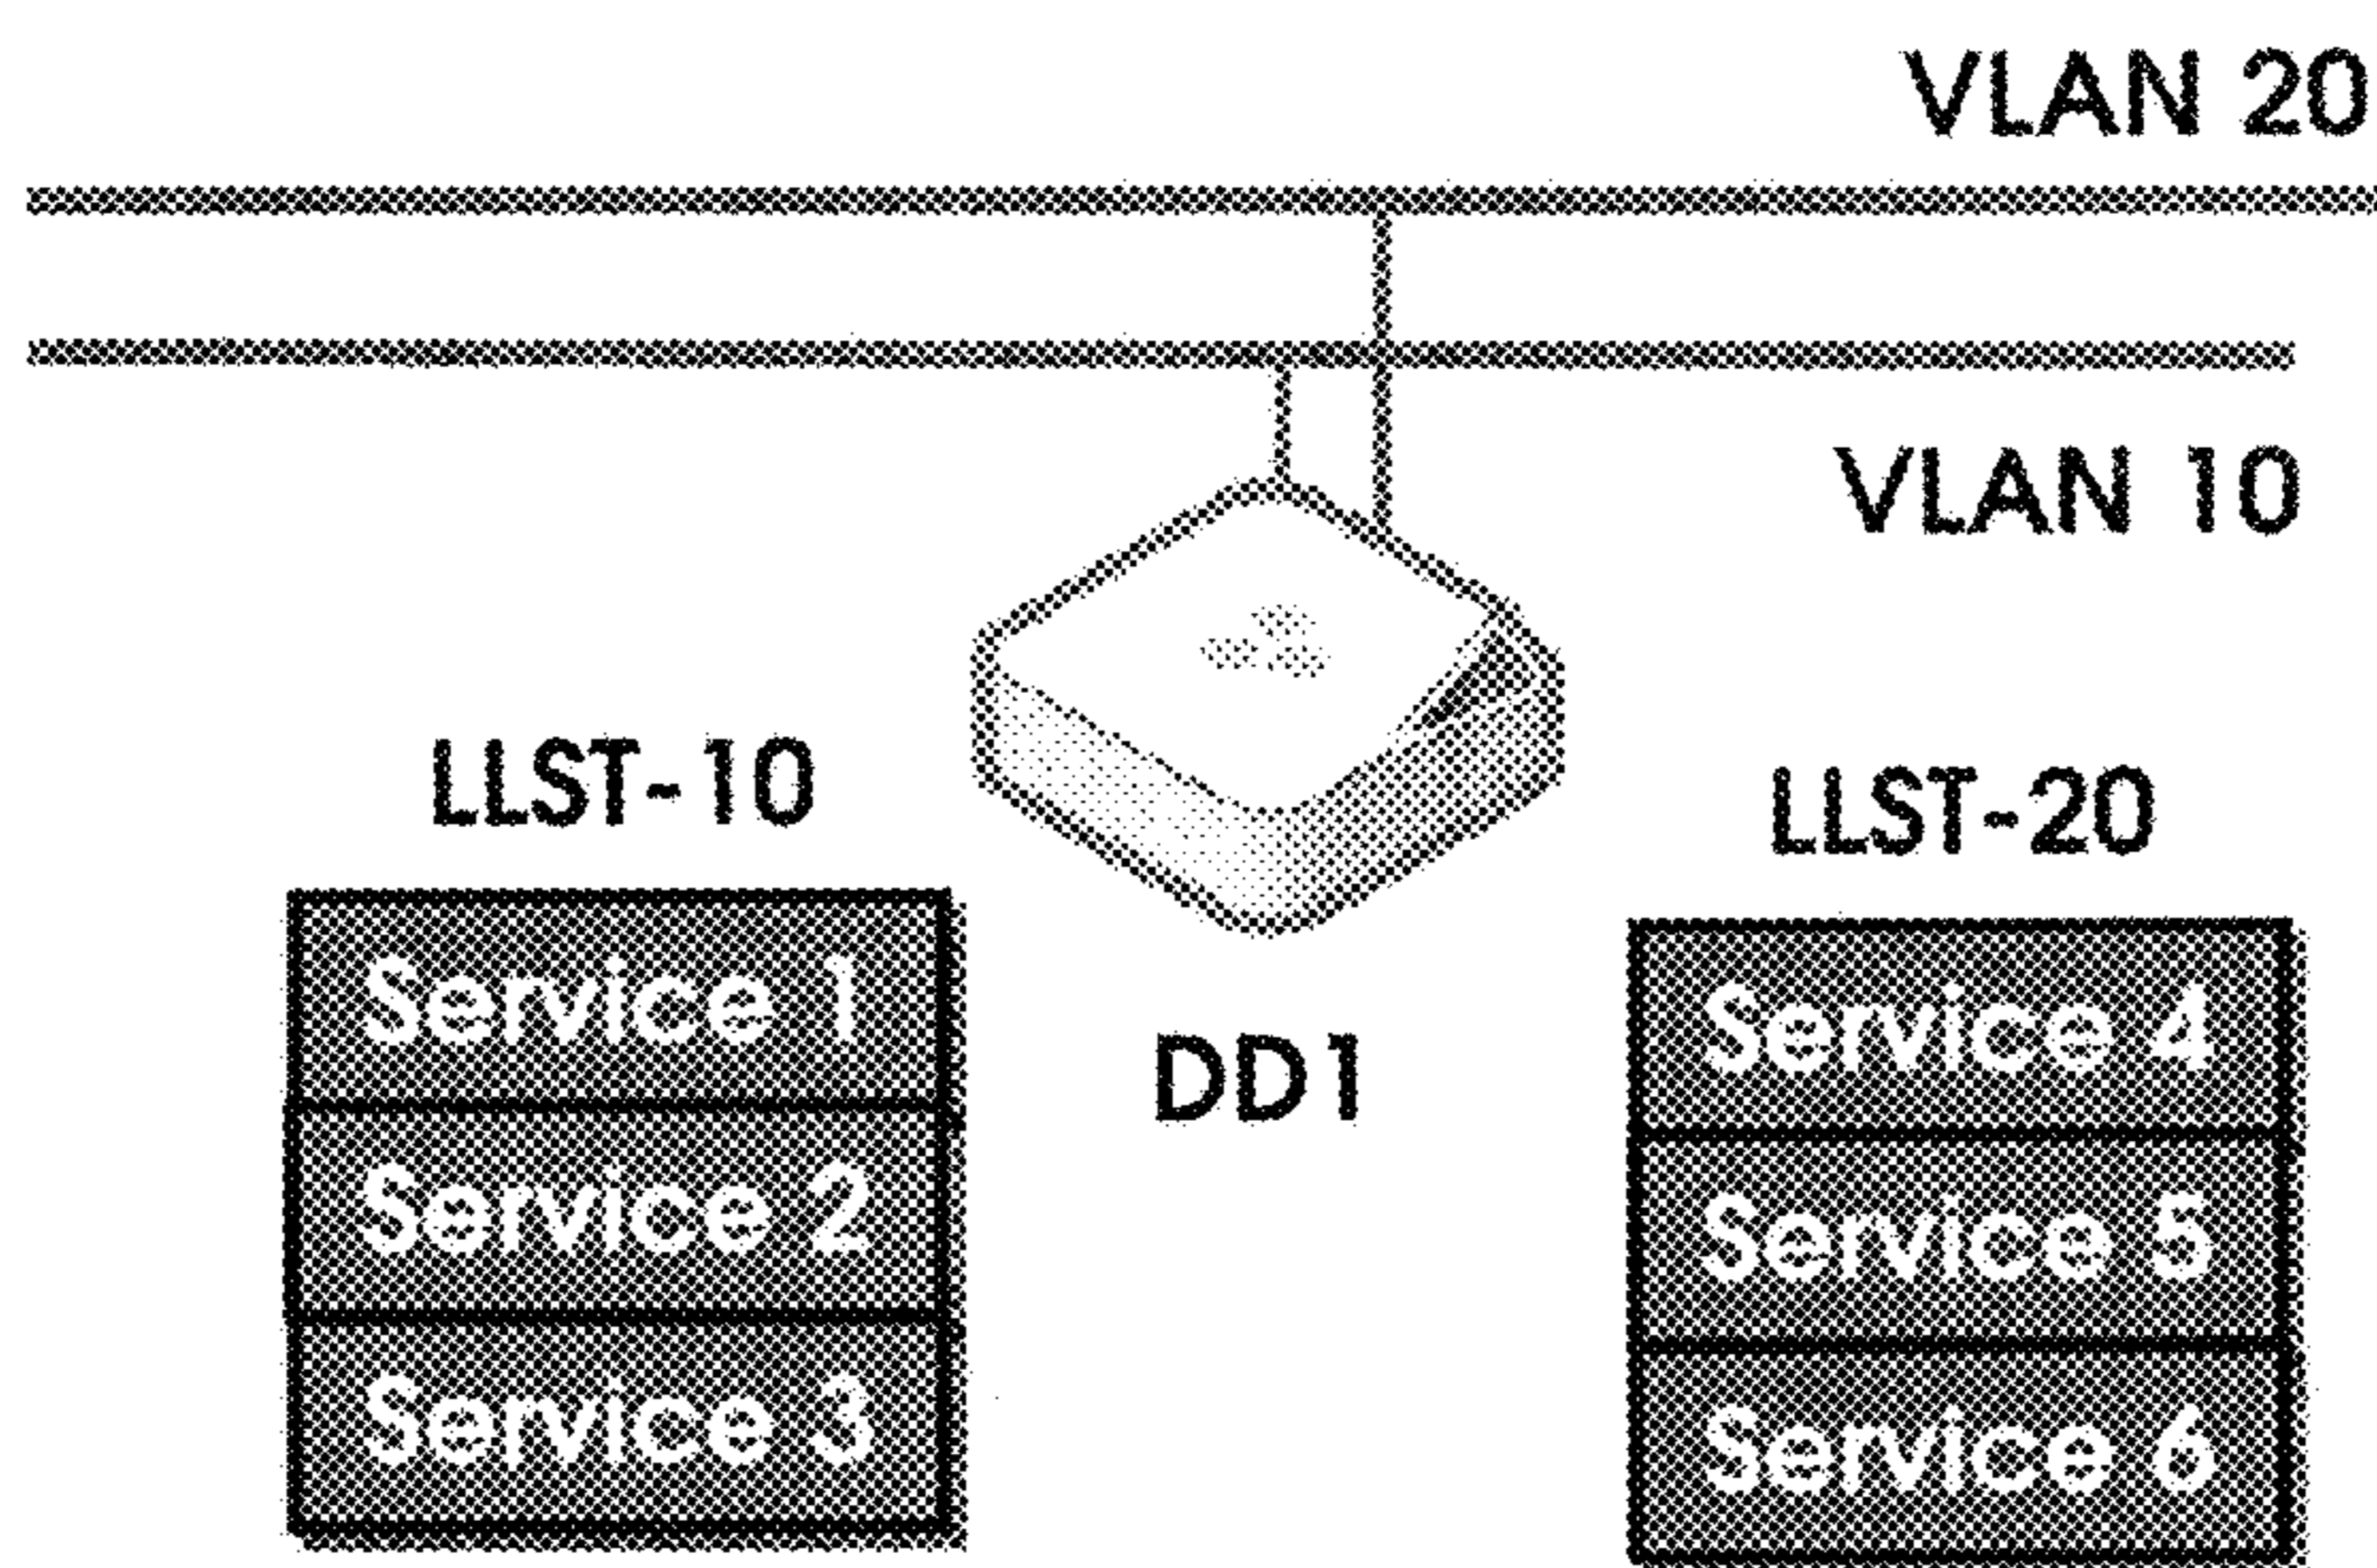 VLAN 20
VLAN 10
LLST-10
Service 1
Service 2
Service 3
DD1
LLST-20
Service 4
Service 5
Service 6